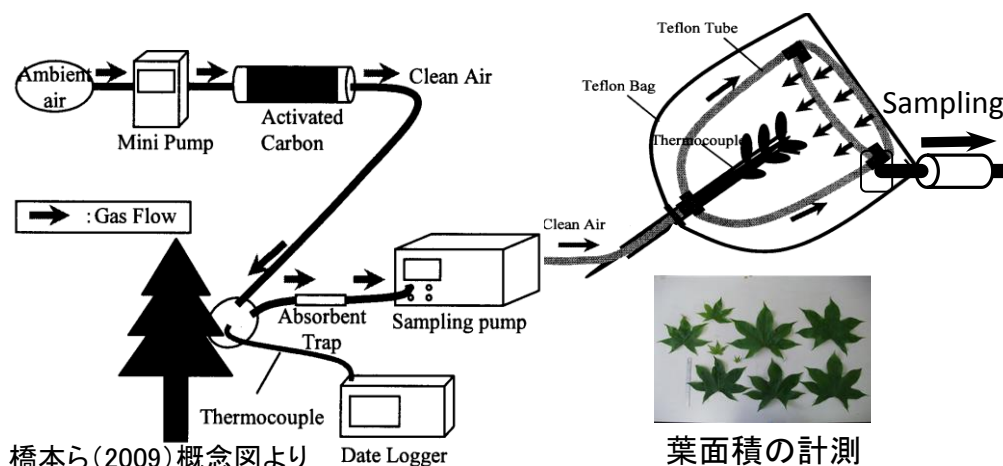 Ambient
air
Mini Pump
Activated
Carbon
Clean Air
: Gas Flow
Absorbent
Trap
Sampling pump
Thermocouple
Date Logger
橋本ら(2009)概念図より
Teflon Tube
Teflon Bag
Thermocouple
Clean Air
Sampling
葉面積の計測